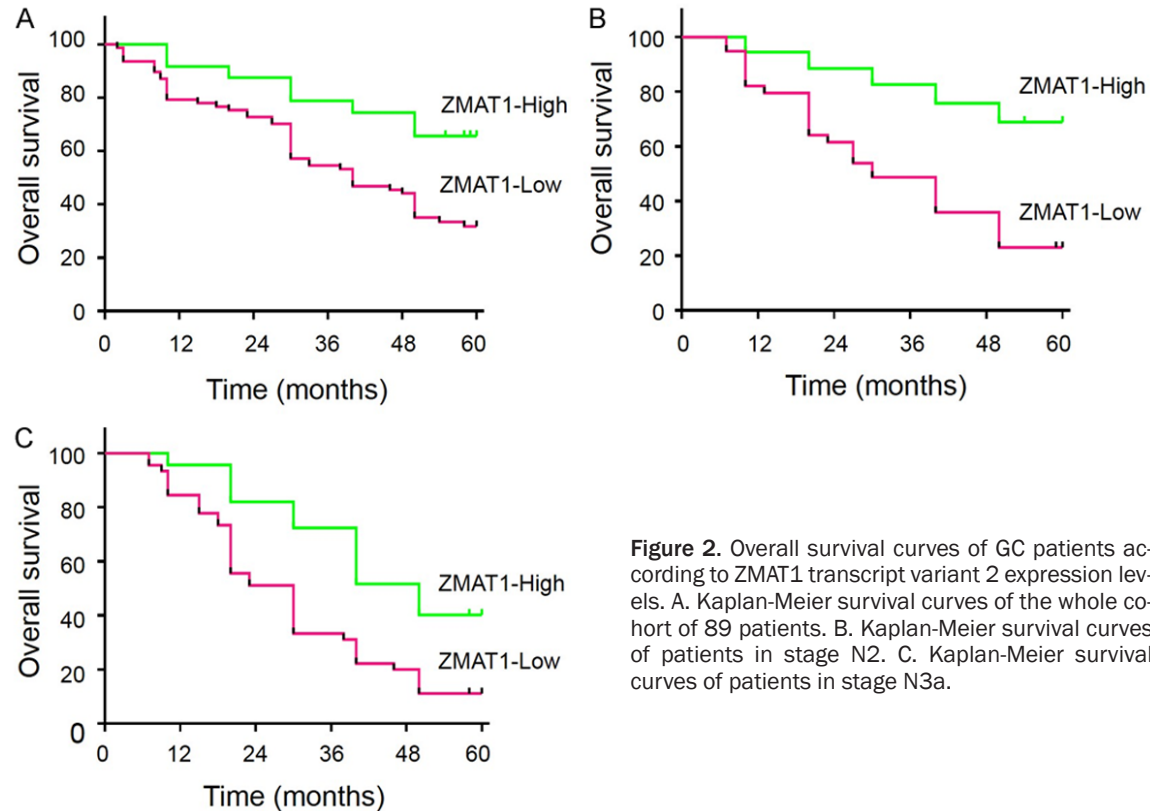 A
Overall survival
100
80
60
40
20
0
ZMAT1-High
ZMAT1-Low
0 12 24 36 48 60
Time (months)
B
Overall survival
100
80
60
40
20
0
ZMAT1-High
ZMAT1-Low
0 12 24 36 48 60
Time (months)
C
Overall survival
100
80
60
40
20
0
ZMAT1-High
ZMAT1-Low
0 12 24 36 48 60
Time (months)
Figure 2. Overall survival curves of GC patients ac-
cording to ZMAT1 transcript variant 2 expression lev-
els. A. Kaplan-Meier survival curves of the whole co-
hort of 89 patients. B. Kaplan-Meier survival curves
of patients in stage N2. C. Kaplan-Meier survival
curves of patients in stage N3a.